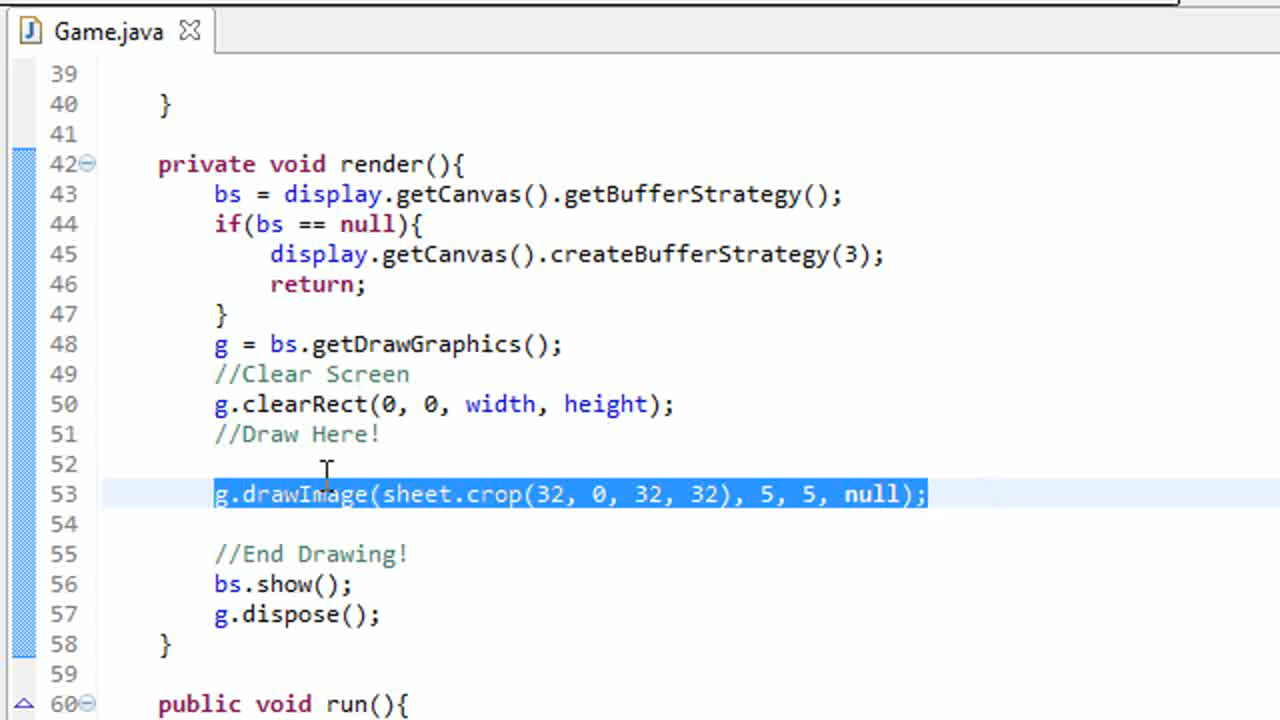 Game.java
39
40 }
41
42 private void render(){
43 bs = display.getCanvas().getBufferStrategy();
44 if(bs == null){
45 display.getCanvas().createBufferStrategy(3);
46 return;
47 }
48 g = bs.getDrawGraphics();
49 //Clear Screen
50 g.clearRect(0, 0, width, height);
51 //Draw Here!
52
53 g.drawImage(sheet.crop(32, 0, 32, 32), 5, 5, null);
54
55 //End Drawing!
56 bs.show();
57 g.dispose();
58 }
59
60 public void run(){